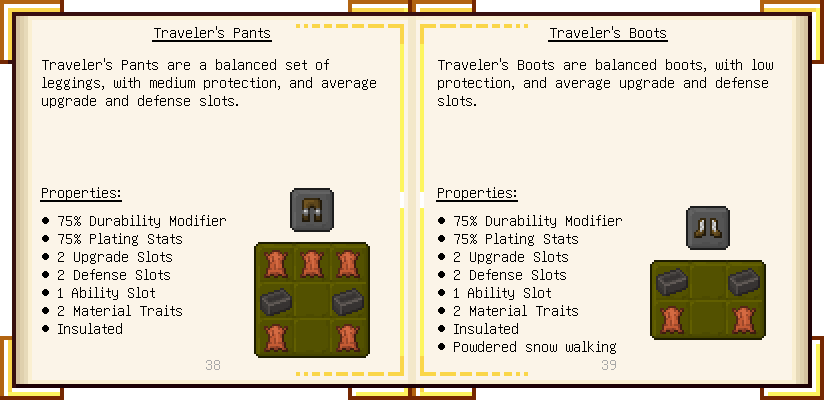 Traveler's Pants
Traveler's Pants are a balanced set of
leggings, with medium protection, and average
upgrade and defense slots.
Properties:
● 75% Durability Modifier
● 75% Plating Stats
● 2 Upgrade Slots
● 2 Defense Slots
● 1 Ability Slot
● 2 Material Traits
● Insulated
38
Traveler's Boots
Traveler's Boots are balanced boots, with low
protection, and average upgrade and defense
slots.
Properties:
● 75% Durability Modifier
● 75% Plating Stats
● 2 Upgrade Slots
● 2 Defense Slots
● 1 Ability Slot
● 2 Material Traits
● Insulated
● Powdered snow walking
39